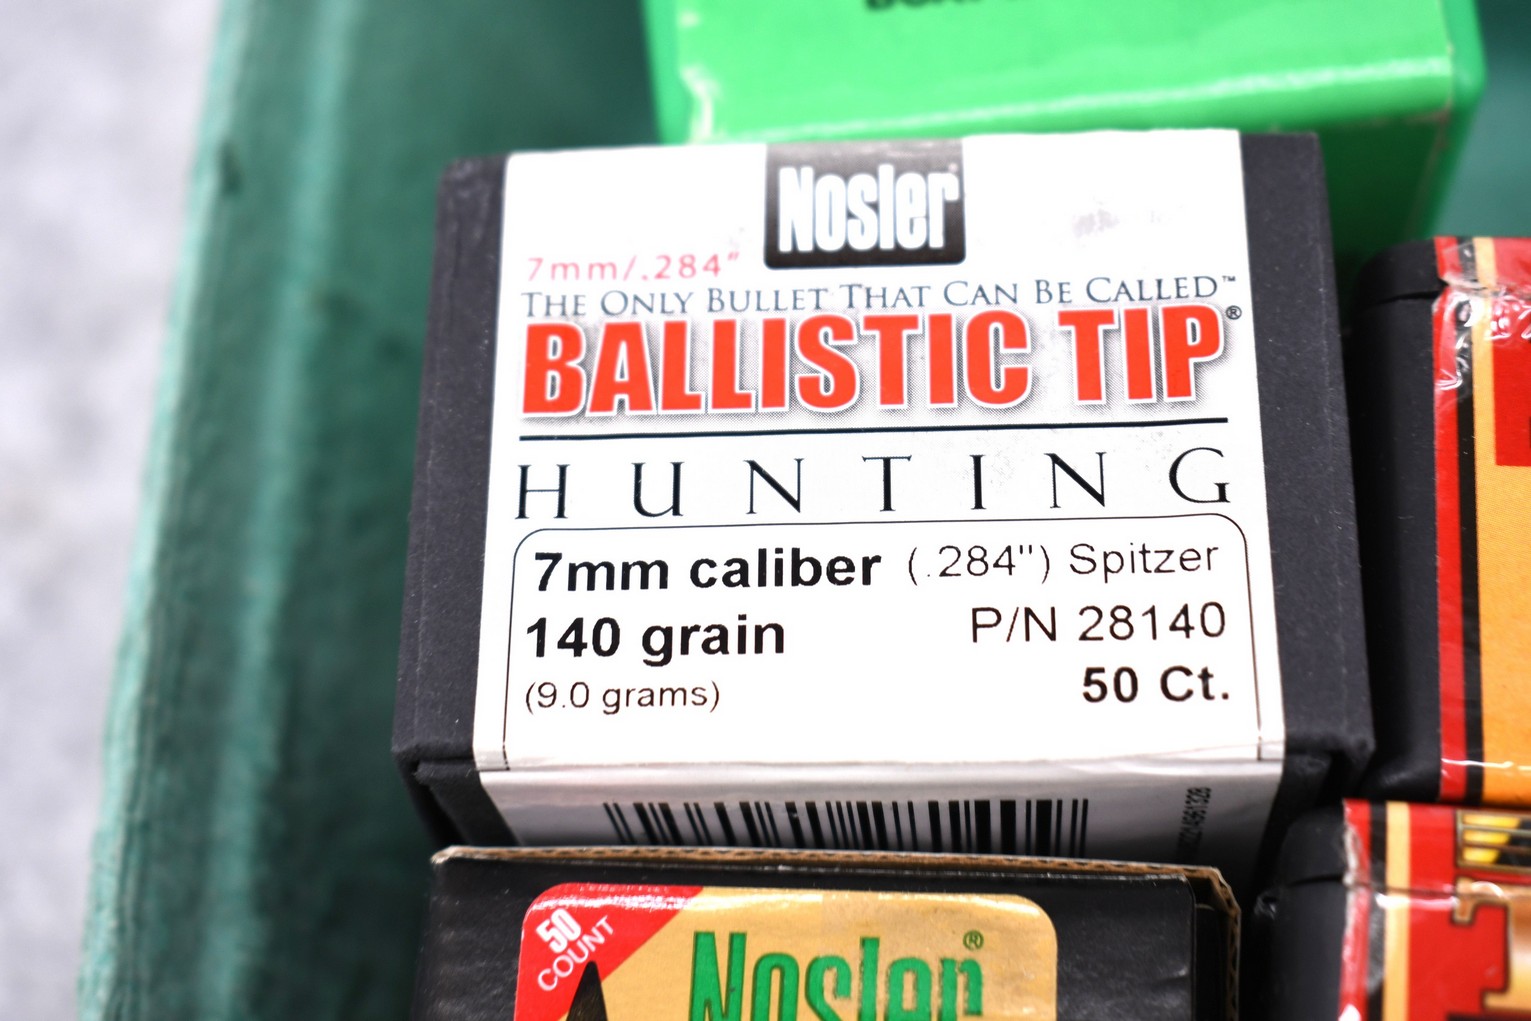 Nosler®
7mm/.284"
THE ONLY BULLET THAT CAN BE CALLED™
BALLISTIC TIP®
HUNTING
7mm caliber (.284") Spitzer
140 grain P/N 28140
(9.0 grams) 50 Ct.
50
COUNT
Nosler®